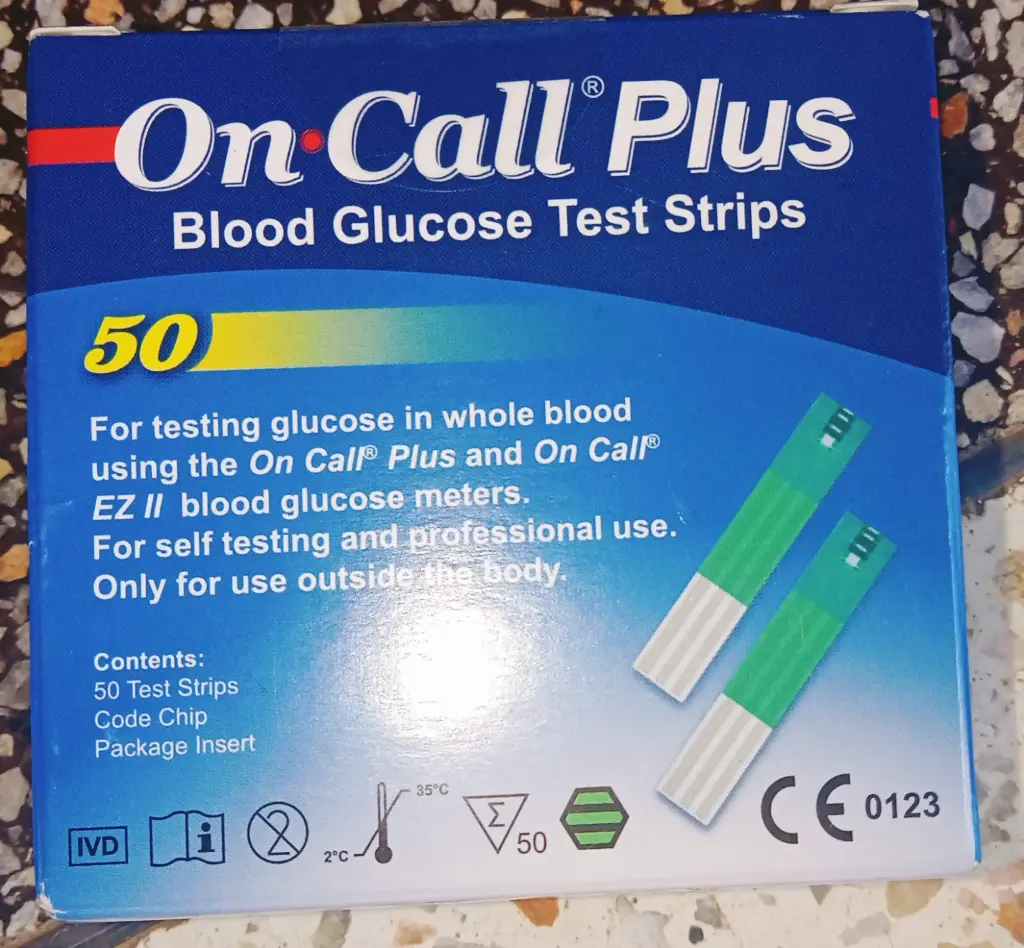 On·Call® Plus
Blood Glucose Test Strips
50
For testing glucose in whole blood
using the On Call® Plus and On Call®
EZ II blood glucose meters.
For self testing and professional use.
Only for use outside the body.
Contents:
50 Test Strips
Code Chip
Package Insert
IVD
i
2
2°C
35°C
Σ
50
CE 0123